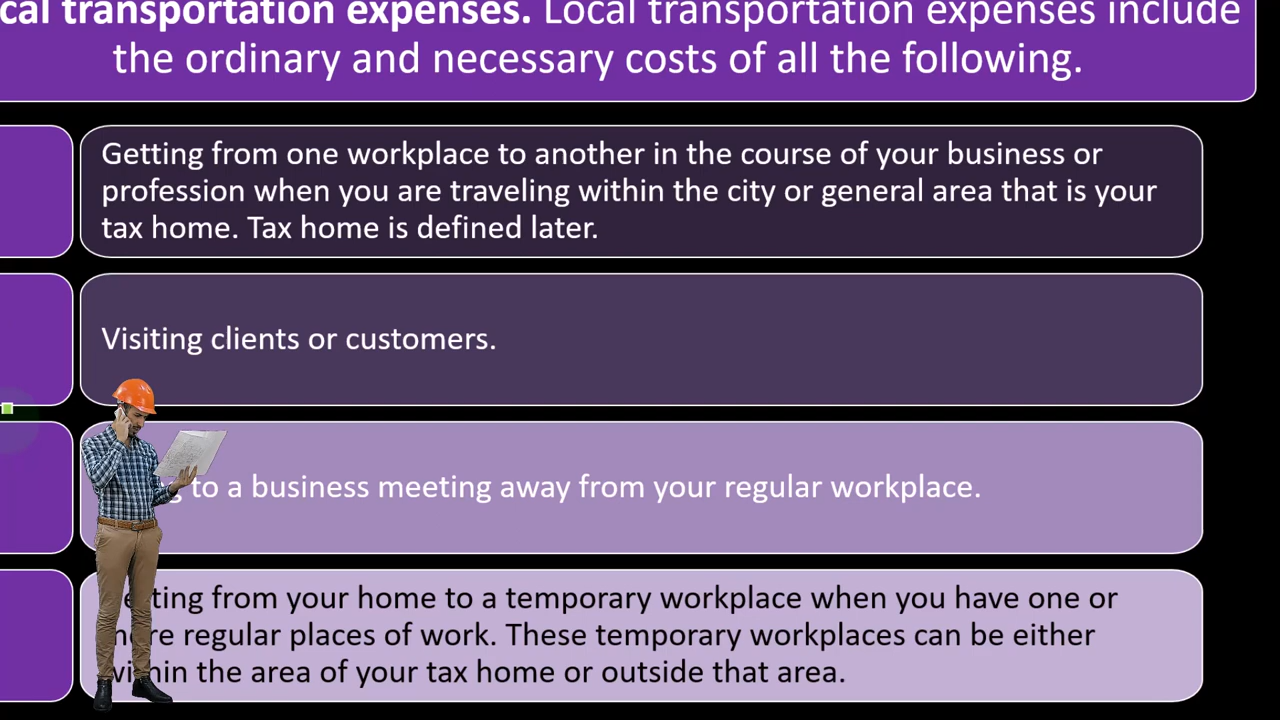 transportation expenses. Local transportation expenses include
the ordinary and necessary costs of all the following.
Getting from one workplace to another in the course of your business or
profession when you are traveling within the city or general area that is your
tax home. Tax home is defined later.
Visiting clients or customers.
to a business meeting away from your regular workplace.
from your home to a temporary workplace when you have one or
regular places of work. These temporary workplaces can be either
the area of your tax home or outside that area.